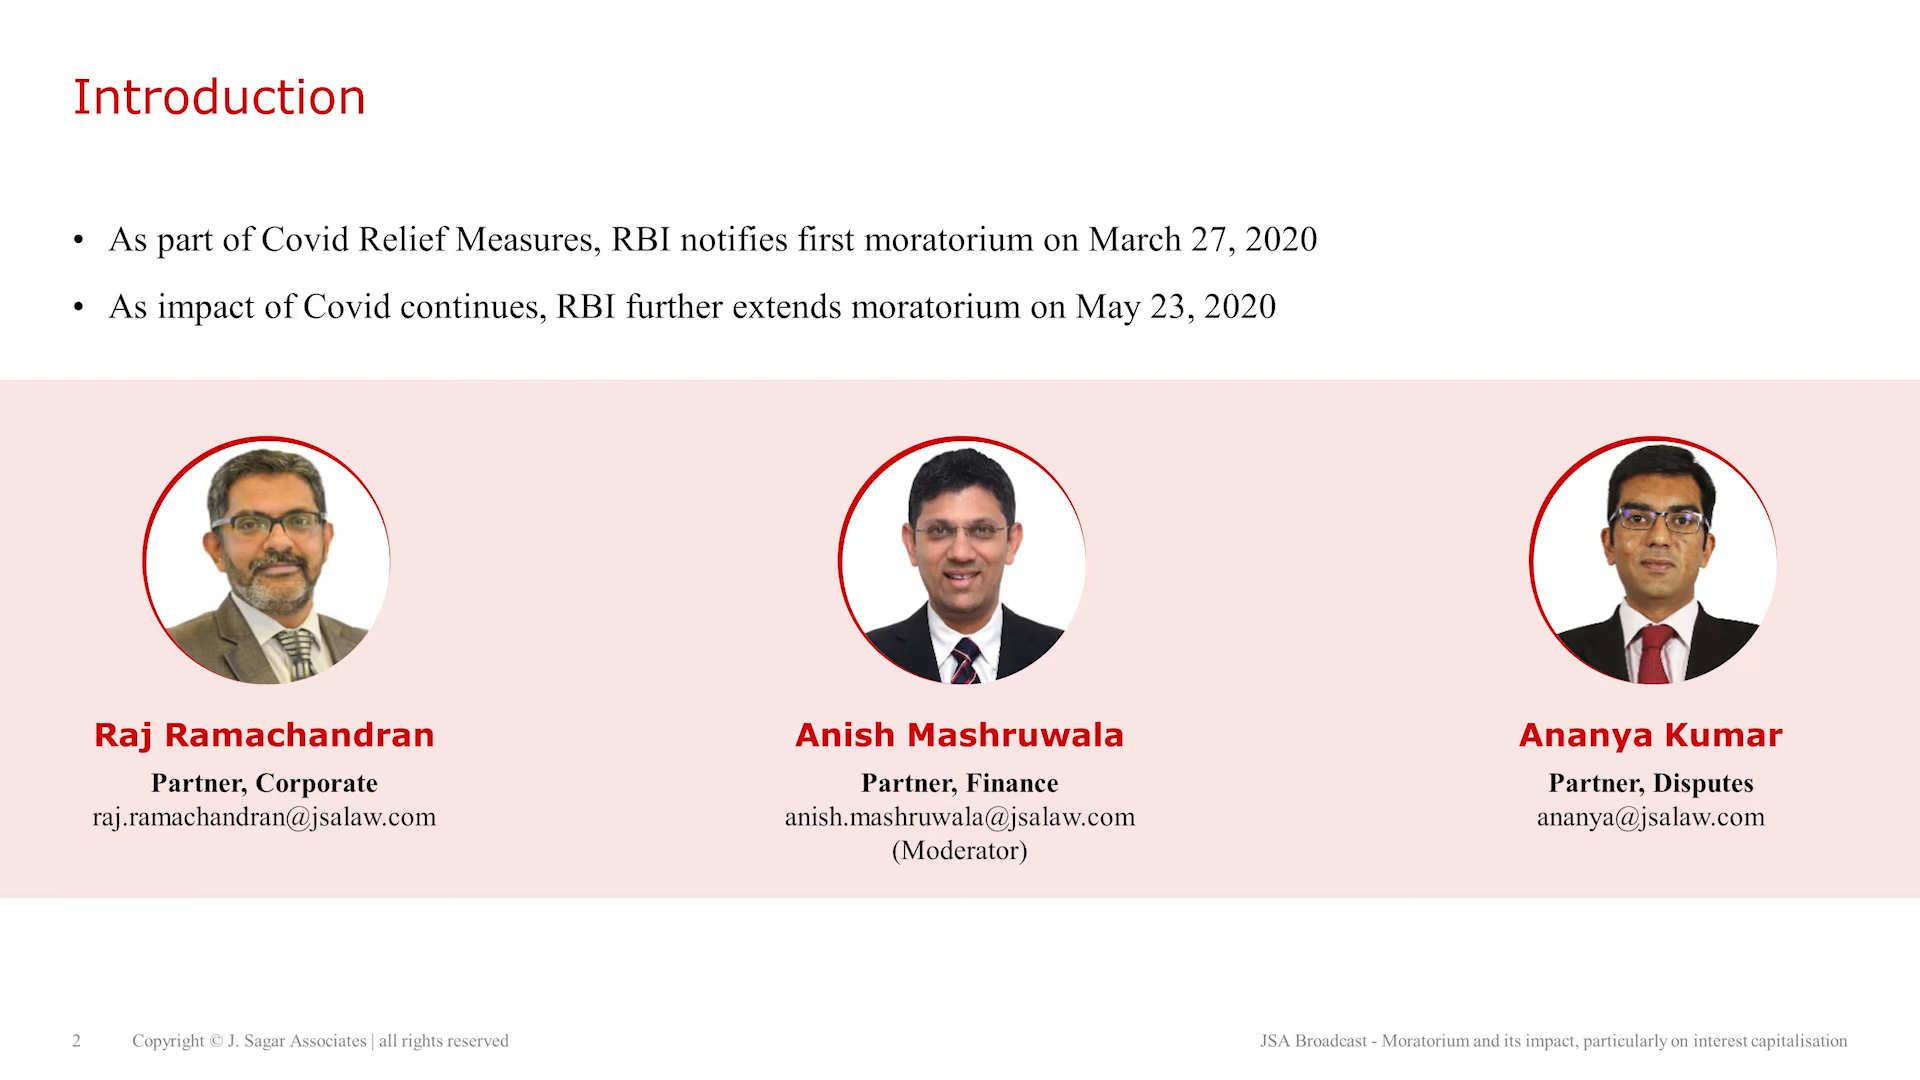 Introduction
• As part of Covid Relief Measures, RBI notifies first moratorium on March 27, 2020
• As impact of Covid continues, RBI further extends moratorium on May 23, 2020
Raj Ramachandran
Partner, Corporate
raj.ramachandran@jsalaw.com
Anish Mashruwala
Partner, Finance
anish.mashruwala@jsalaw.com
(Moderator)
Ananya Kumar
Partner, Disputes
ananya@jsalaw.com
2 Copyright © J. Sagar Associates | all rights reserved
JSA Broadcast - Moratorium and its impact, particularly on interest capitalisation